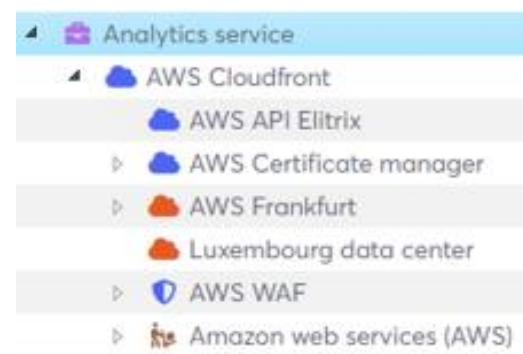 Analytics service
AWS Cloudfront
AWS API Elitrix
AWS Certificate manager
AWS Frankfurt
Luxembourg data center
AWS WAF
Amazon web services (AWS)